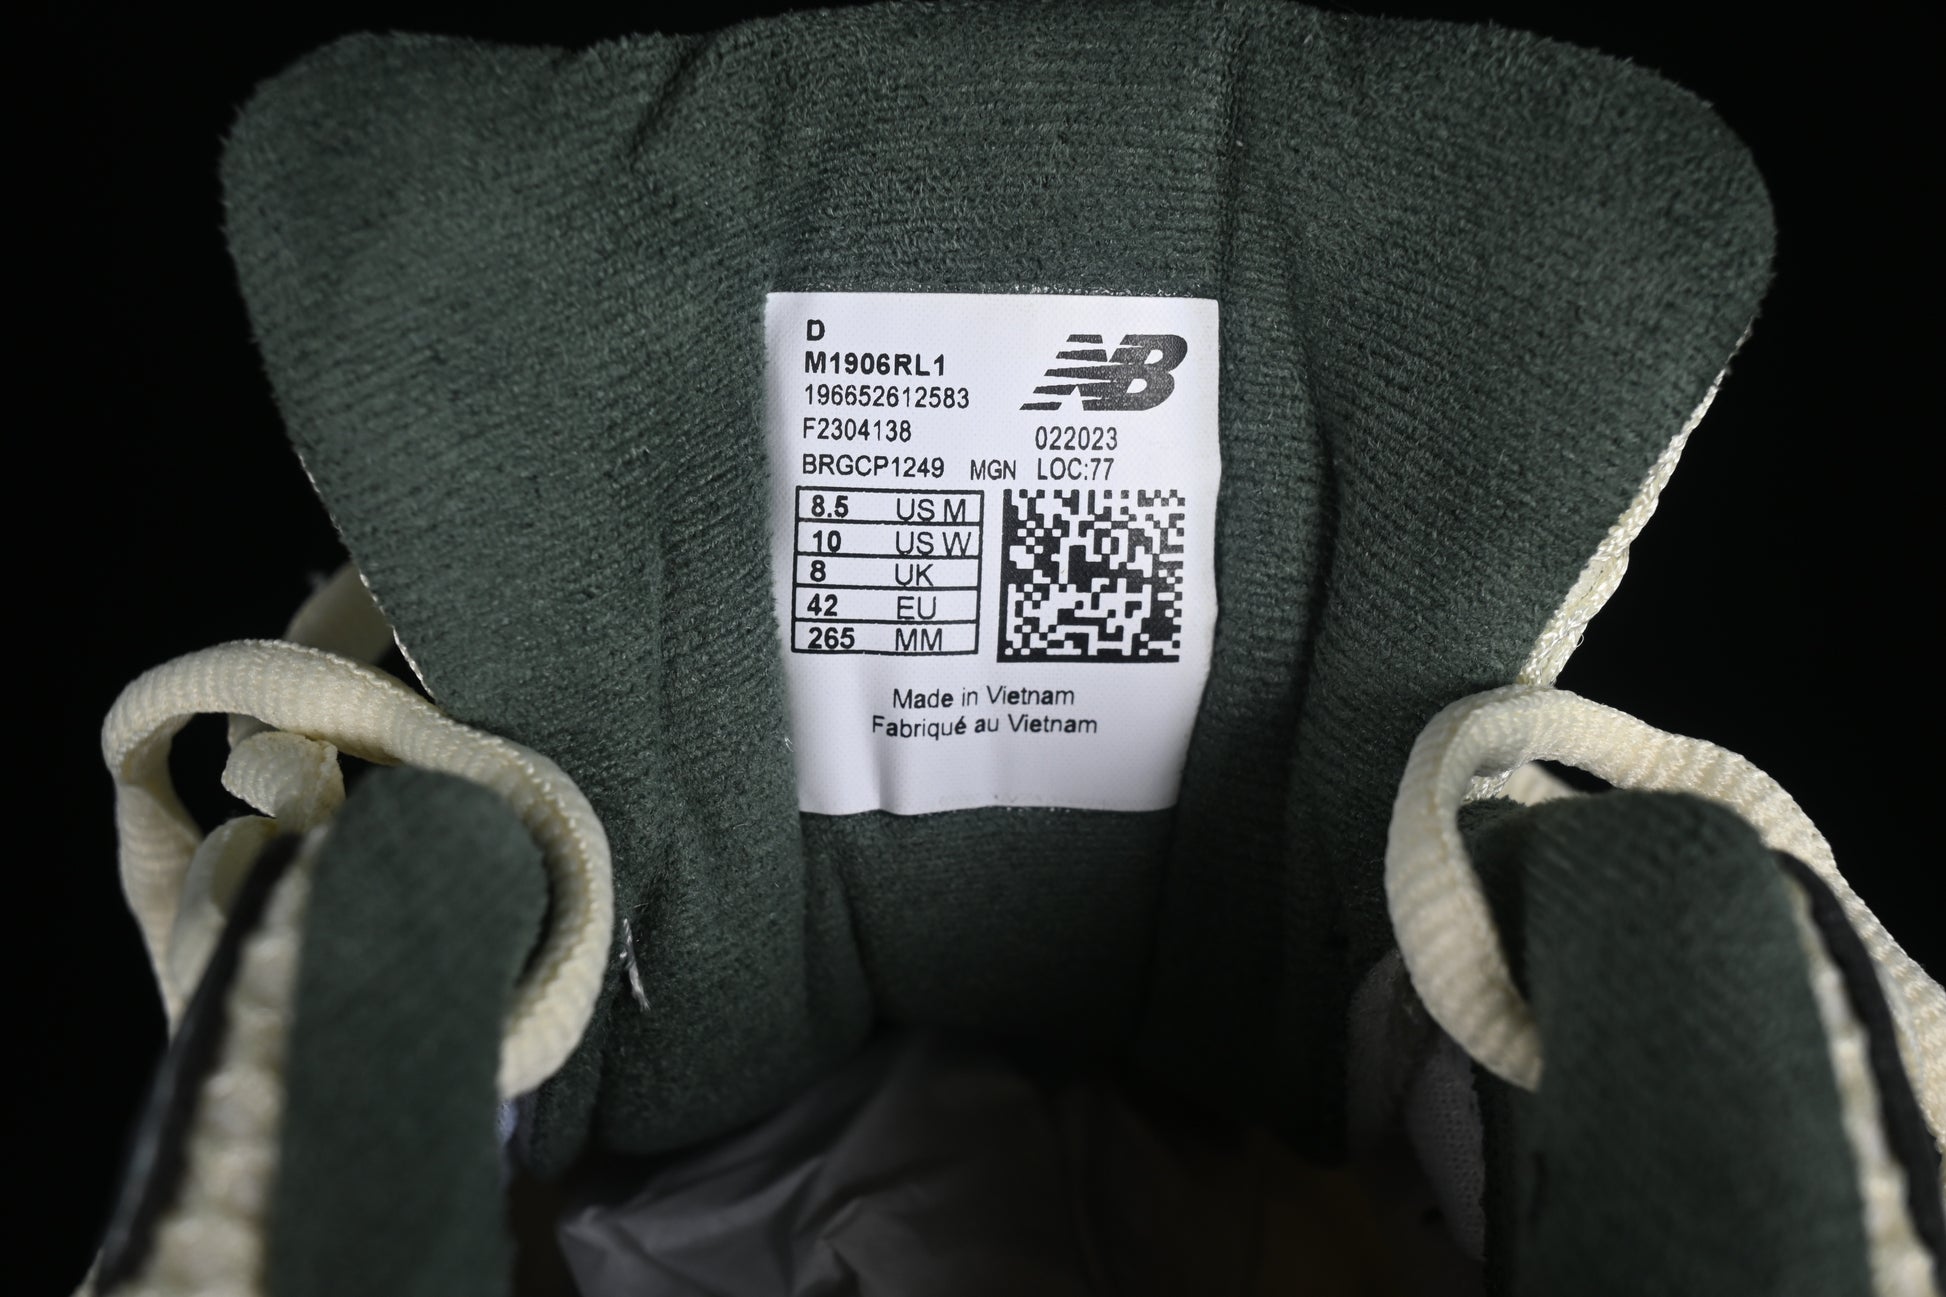 D
M1906RL1
NB
196652612583
F2304138
022023
BRGCP1249 MGN LOC:77
8.5 US M
10 US W
8 UK
42 EU
265 MM
Made in Vietnam
Fabriqué au Vietnam